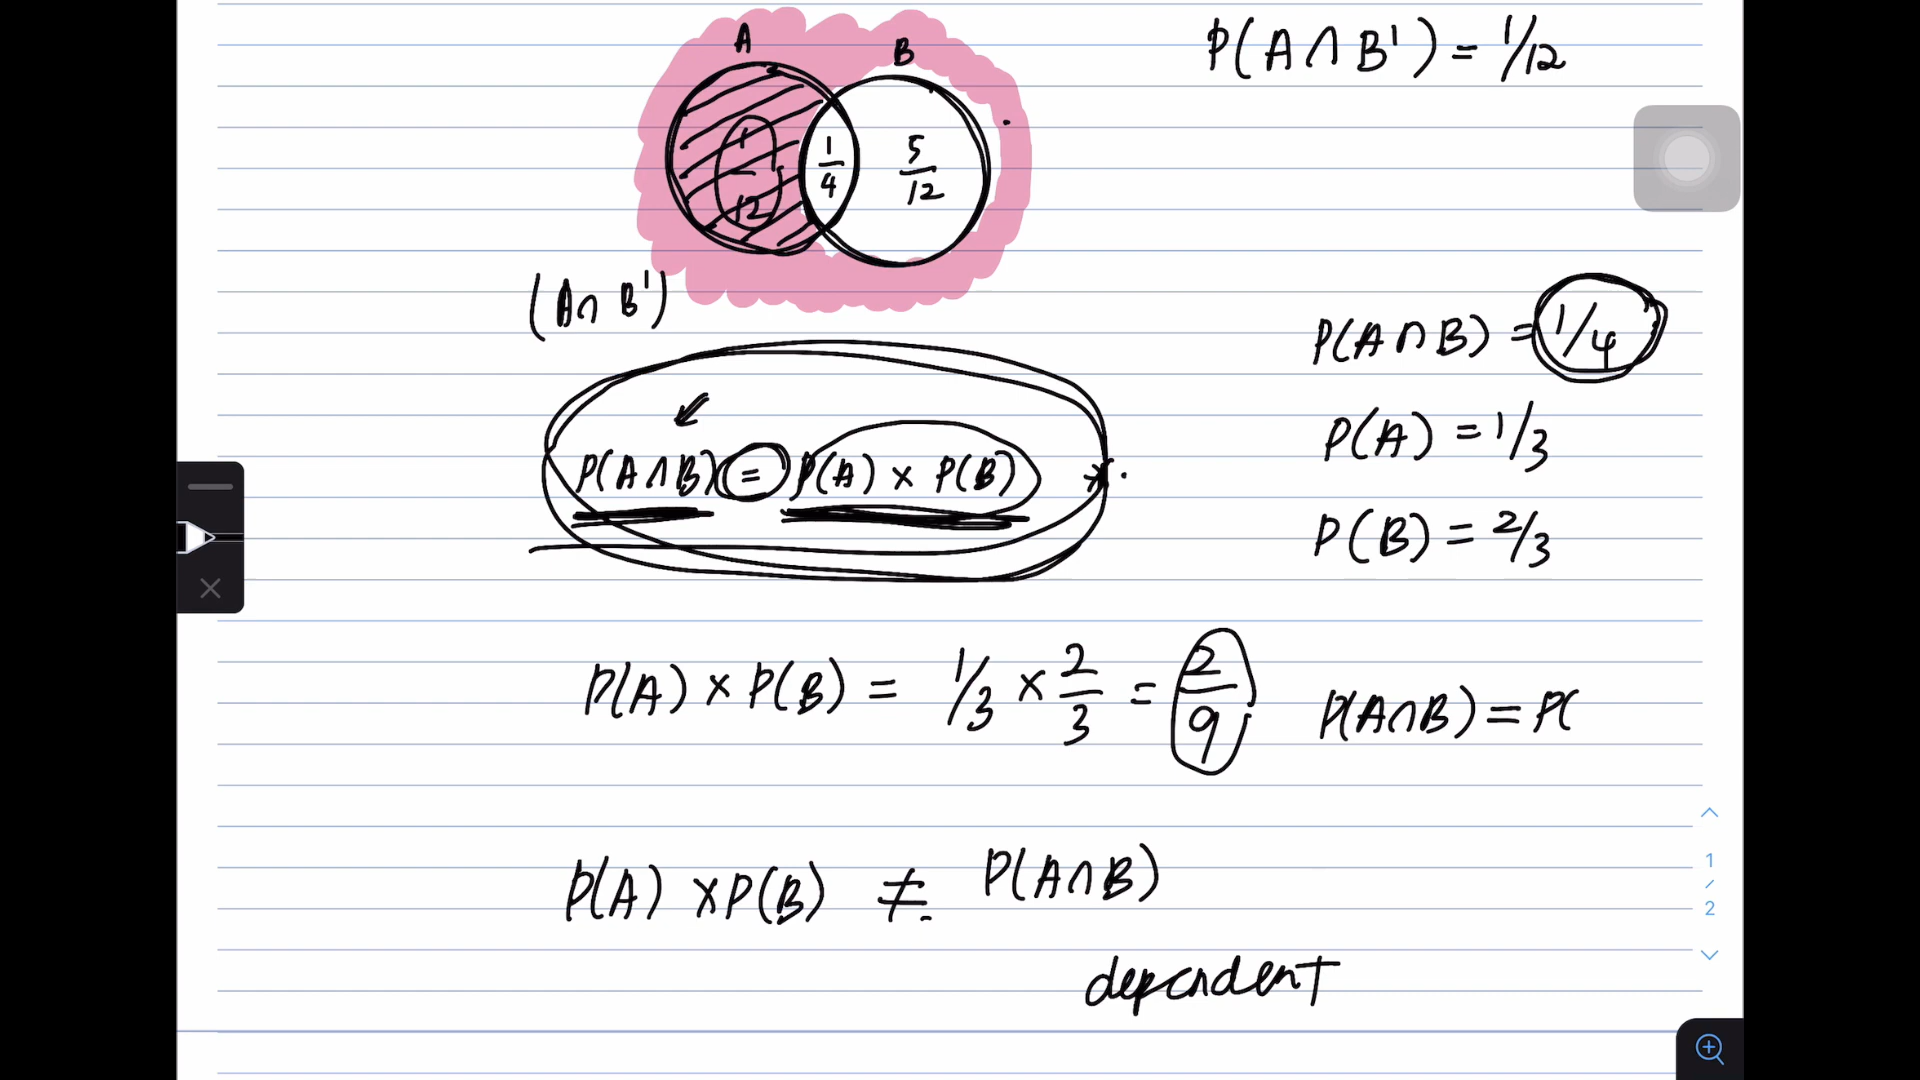 A B
P(A∩B') = 1/12
1/12 1/4 5/12
(A∩B')
P(A∩B) = 1/4
P(A) = 1/3
P(A∩B) = P(A) × P(B) *
P(B) = 2/3
P(A) × P(B) = 1/3 × 2/3 = 2/9 P(A∩B) = P(
P(A) × P(B) ≠ P(A∩B)
dependent
1
/
2